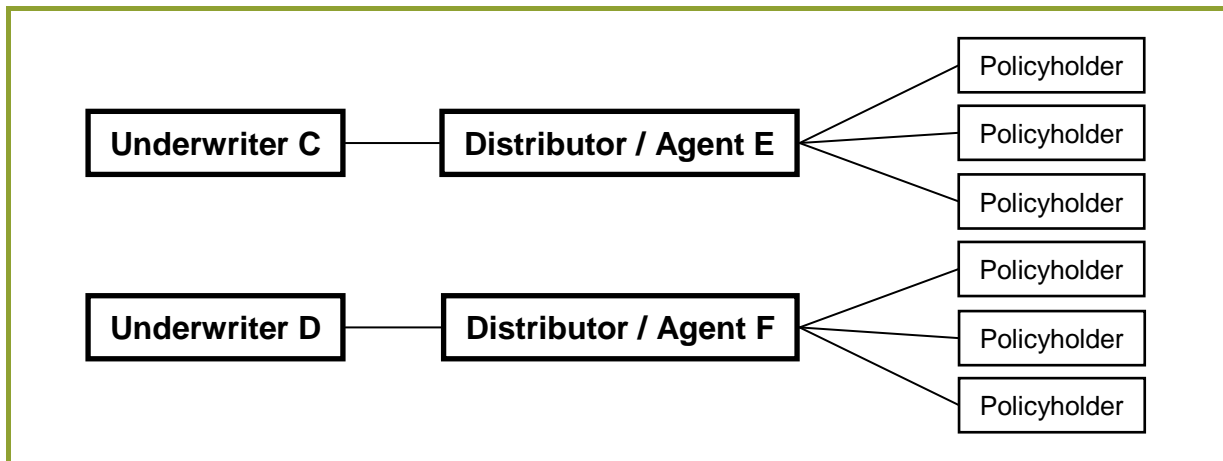 Policyholder
Underwriter C
Distributor / Agent E
Policyholder
Policyholder
Policyholder
Underwriter D
Distributor / Agent F
Policyholder
Policyholder